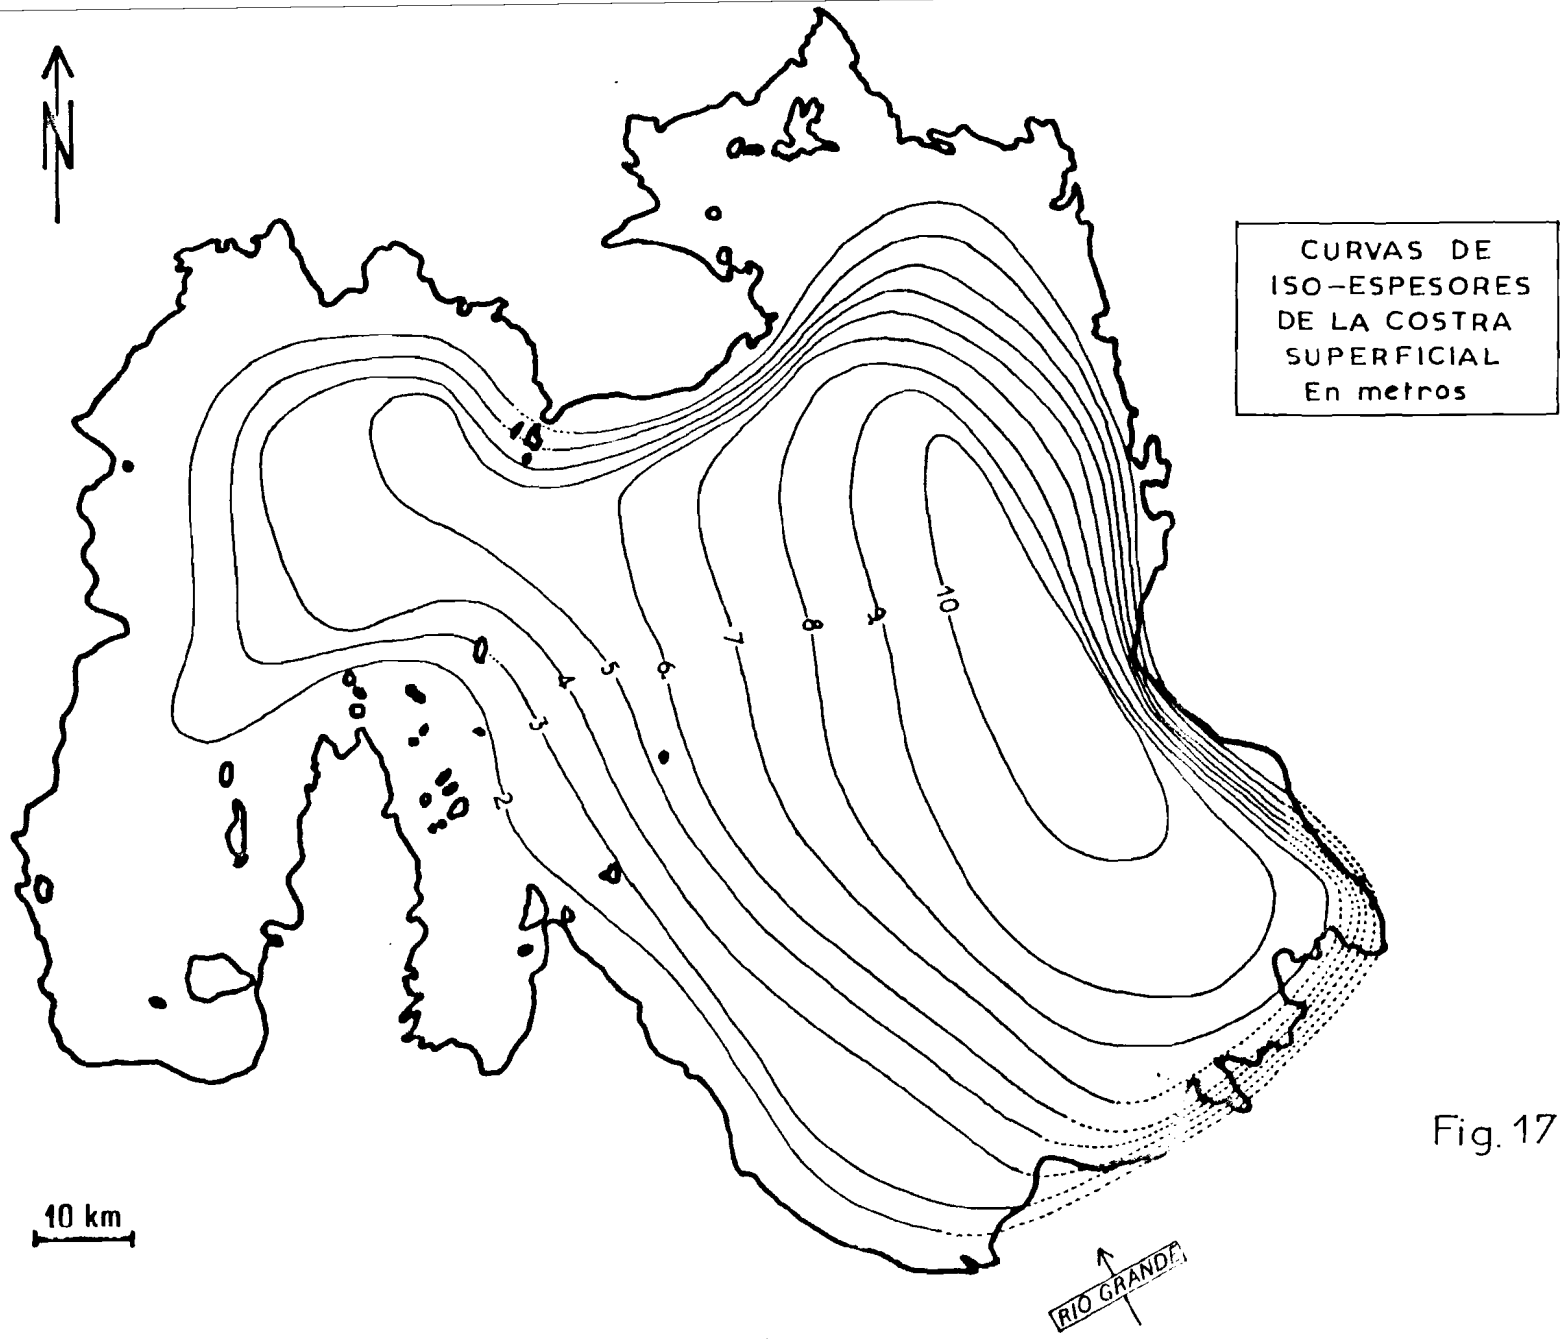 N
CURVAS DE
ISO-ESPESORES
DE LA COSTRA
SUPERFICIAL
En metros
10
9
8
7
6
5
4
3
2
Fig. 17
10 km
RIO GRANDE